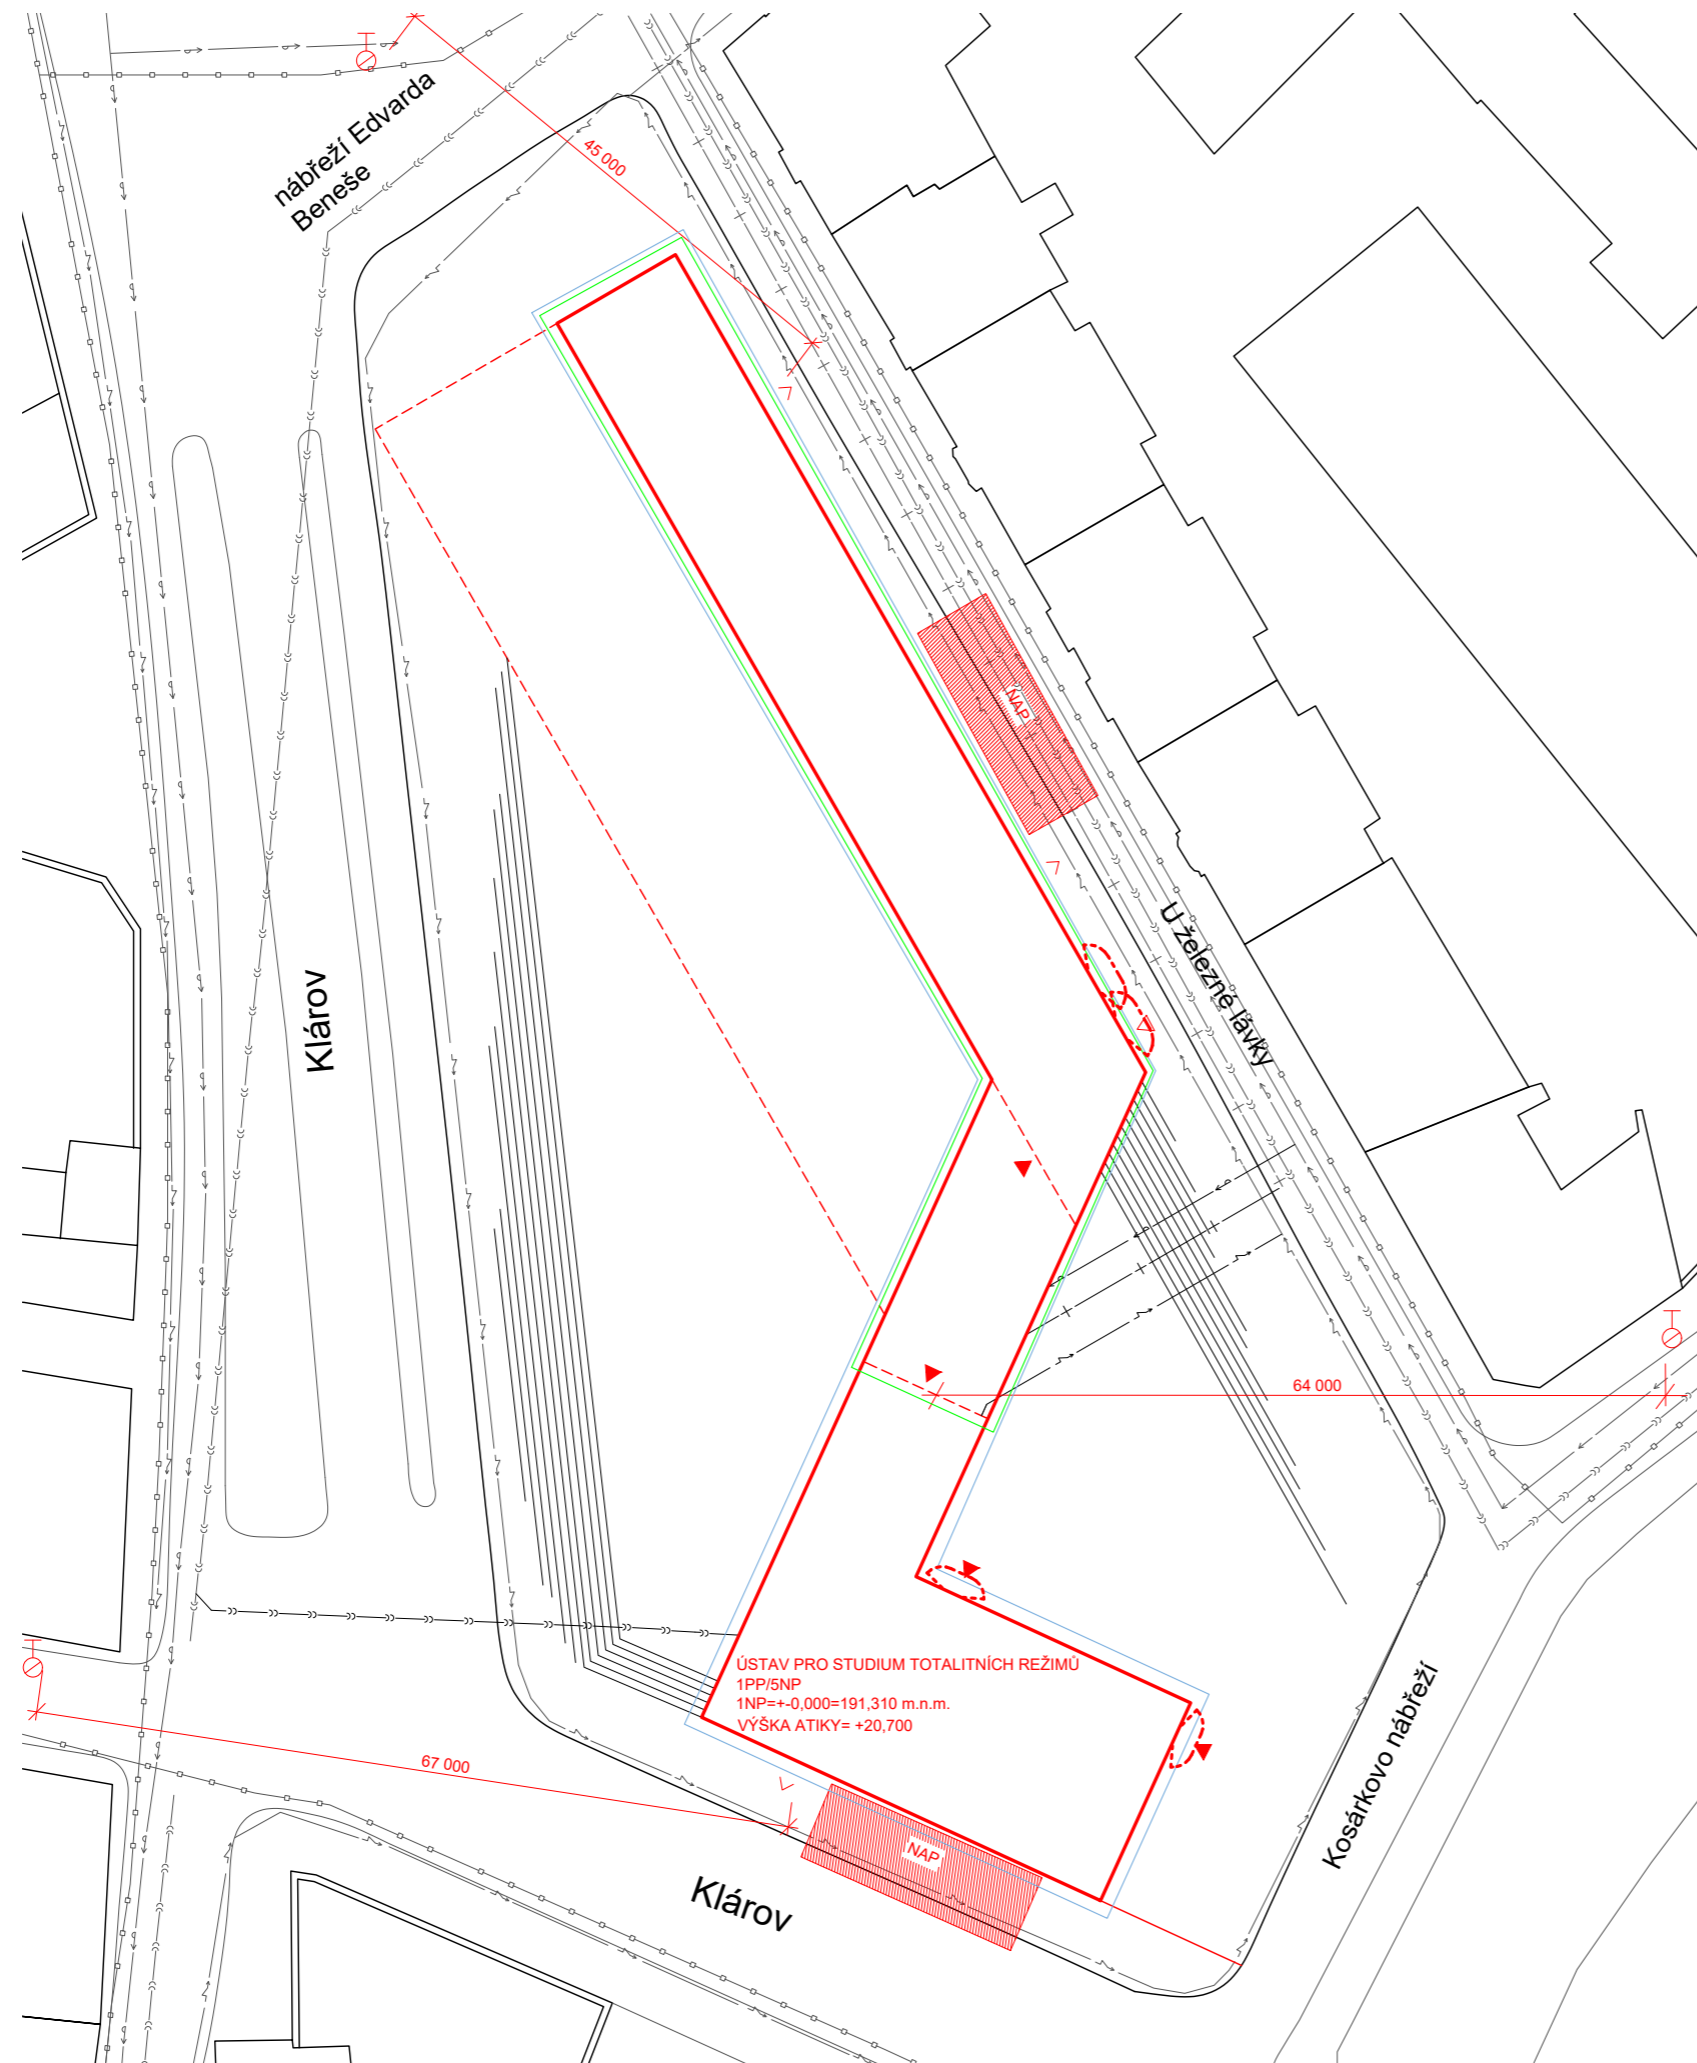 nábřeží Edvarda
Beneše
45 000
NAP
U železné lávky
Klárov
64 000
ÚSTAV PRO STUDIUM TOTALITNÍCH REŽIMŮ
1PP/5NP
1NP=+-0,000=191,310 m.n.m.
VÝŠKA ATIKY= +20,700
67 000
NAP
Klárov
Kosárkovo nábřeží